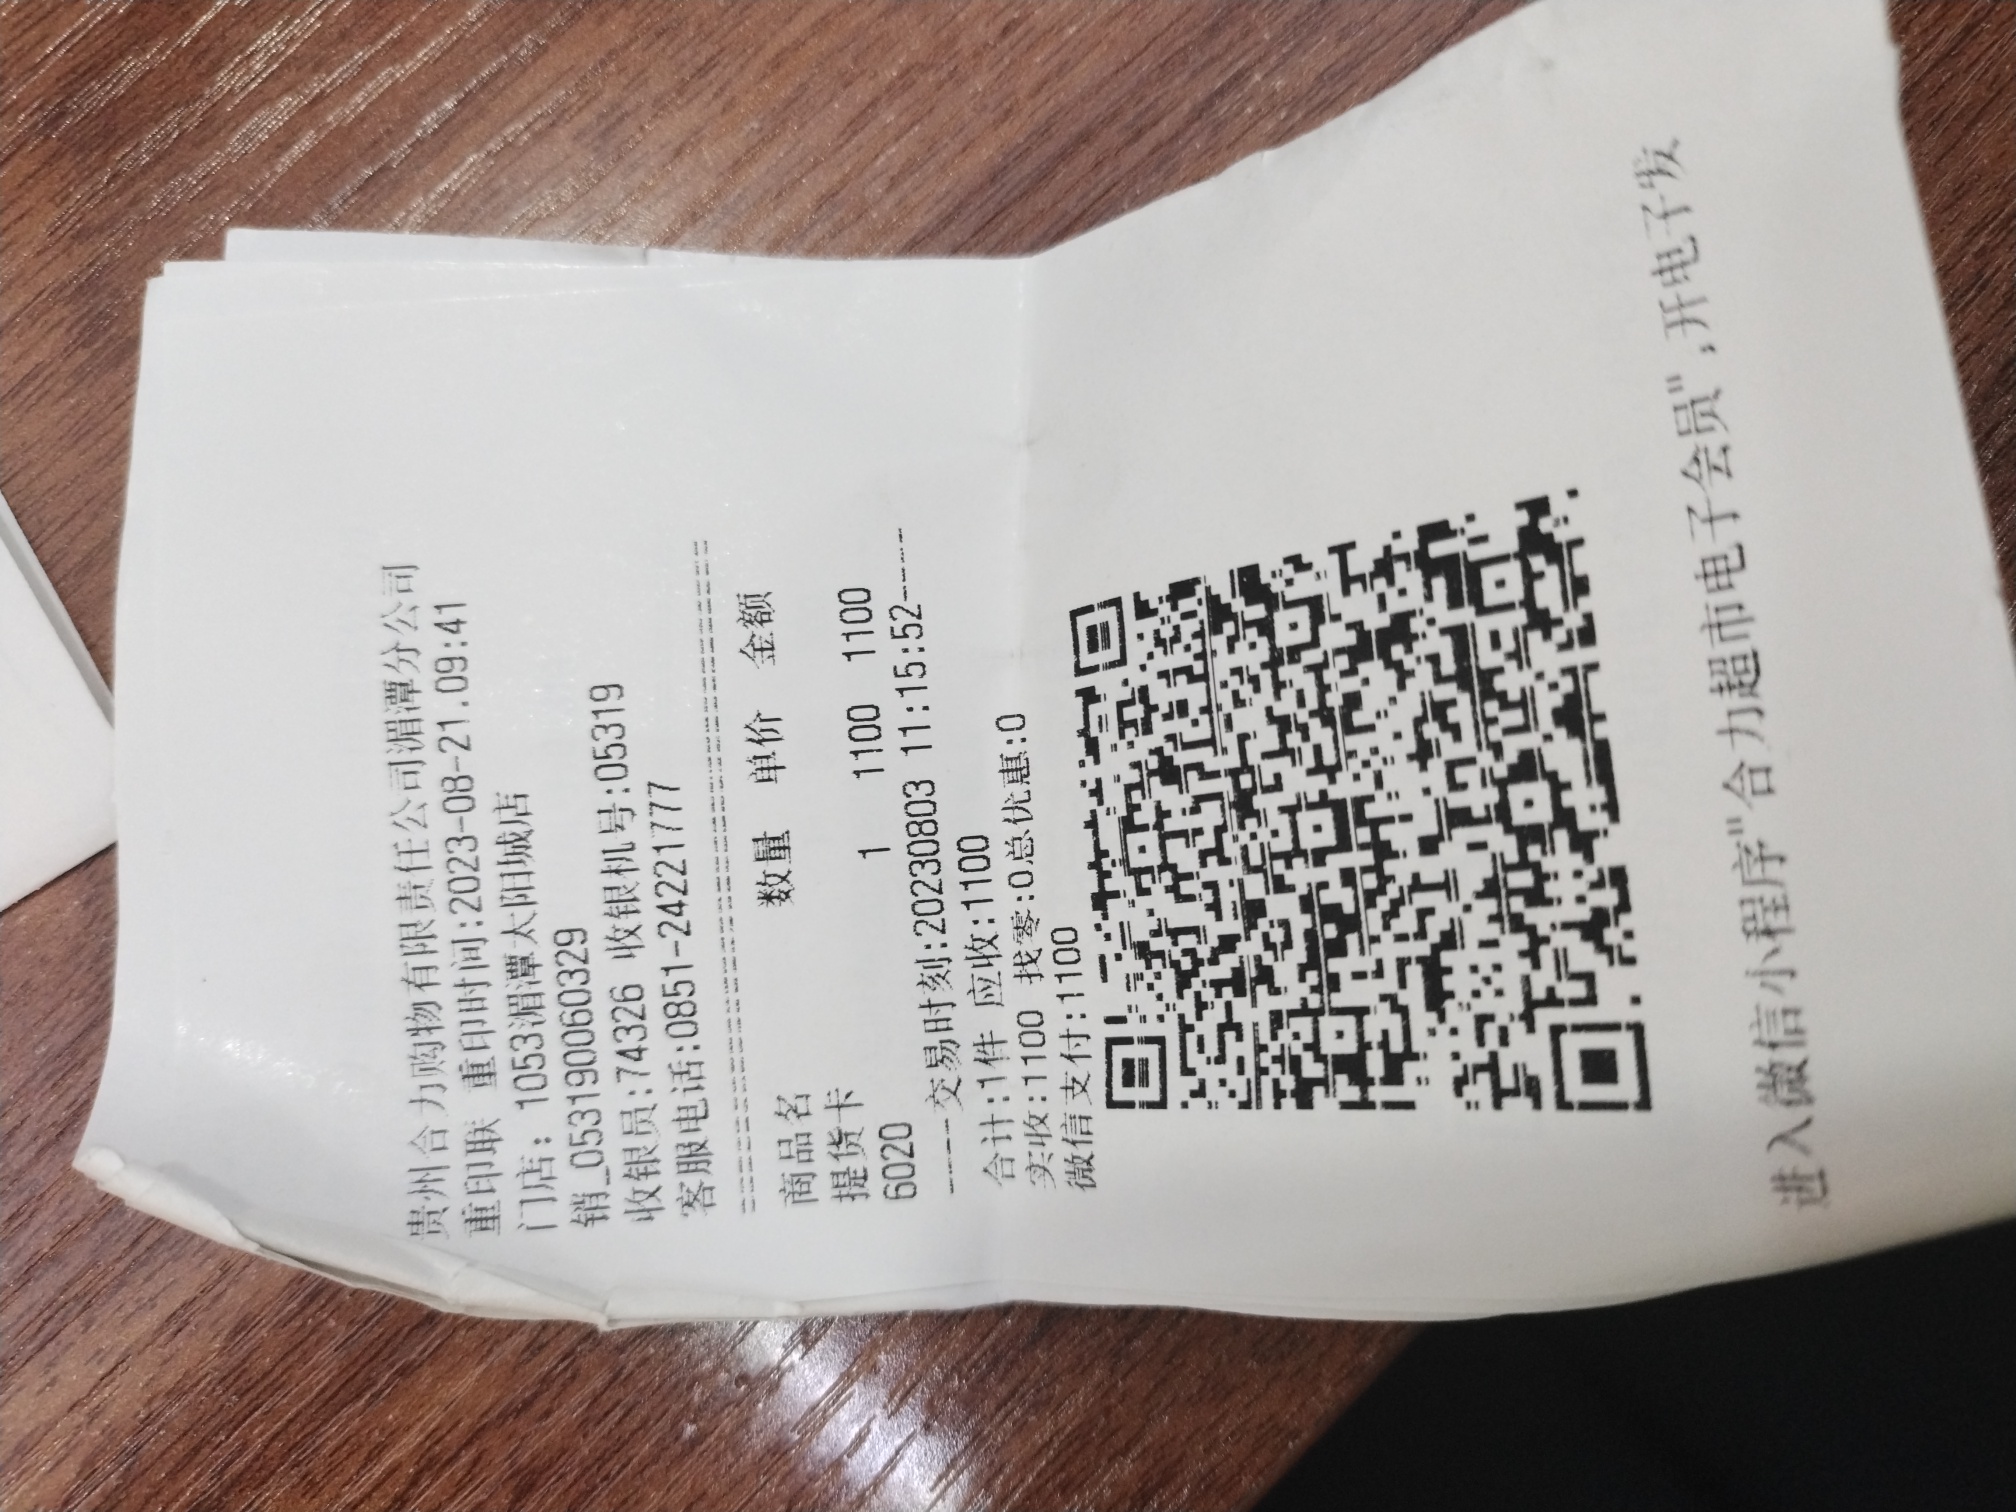 贵州合力购物有限责任公司湄潭分公司
重印联 重印时间:2023-08-21.09:41
门店: 1053湄潭太阳城店
销_053190060329
收银员:74326 收银机号:05319
客服电话:0851-24221777
================================
商品名 数量 单价 金额
提货卡
6020 1 1100 1100
----交易时刻:20230803 11:15:52----
合计:1件 应收:1100
实收:1100 找零:0总优惠:0
微信支付:1100
进入微信小程序"合力超市电子会员",开电子发